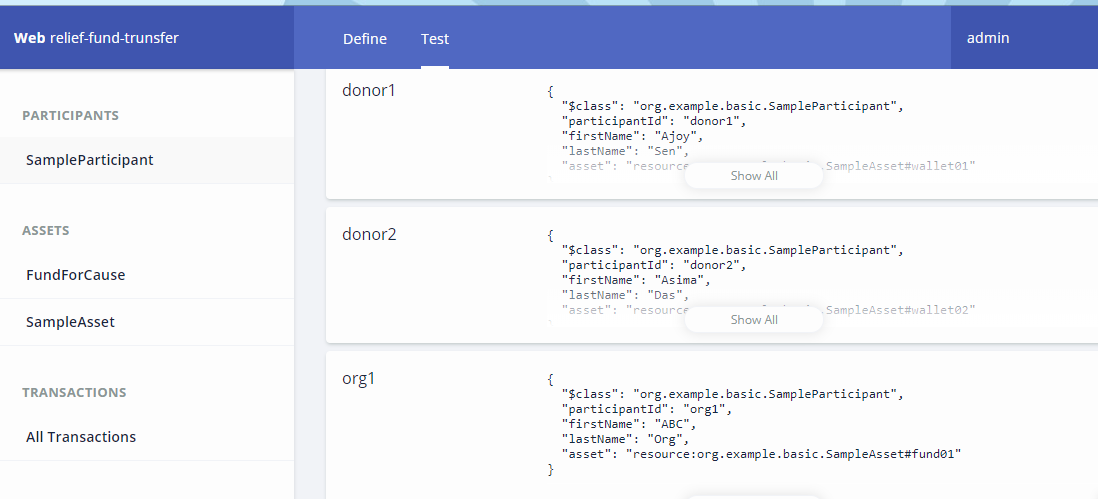 Web relief-fund-transfer
Define
Test
admin
PARTICIPANTS
SampleParticipant
ASSETS
FundForCause
SampleAsset
TRANSACTIONS
All Transactions
donor1
{
"$class": "org.example.basic.SampleParticipant",
"participantId": "donor1",
"firstName": "Ajoy",
"lastName": "Sen",
"asset": "resource SampleAsset#wallet01"
Show All
donor2
{
"$class": "org.example.basic.SampleParticipant",
"participantId": "donor2",
"firstName": "Asima",
"lastName": "Das",
"asset": "resource SampleAsset#wallet02"
Show All
org1
{
"$class": "org.example.basic.SampleParticipant",
"participantId": "org1",
"firstName": "ABC",
"lastName": "Org",
"asset": "resource:org.example.basic.SampleAsset#fund01"
}